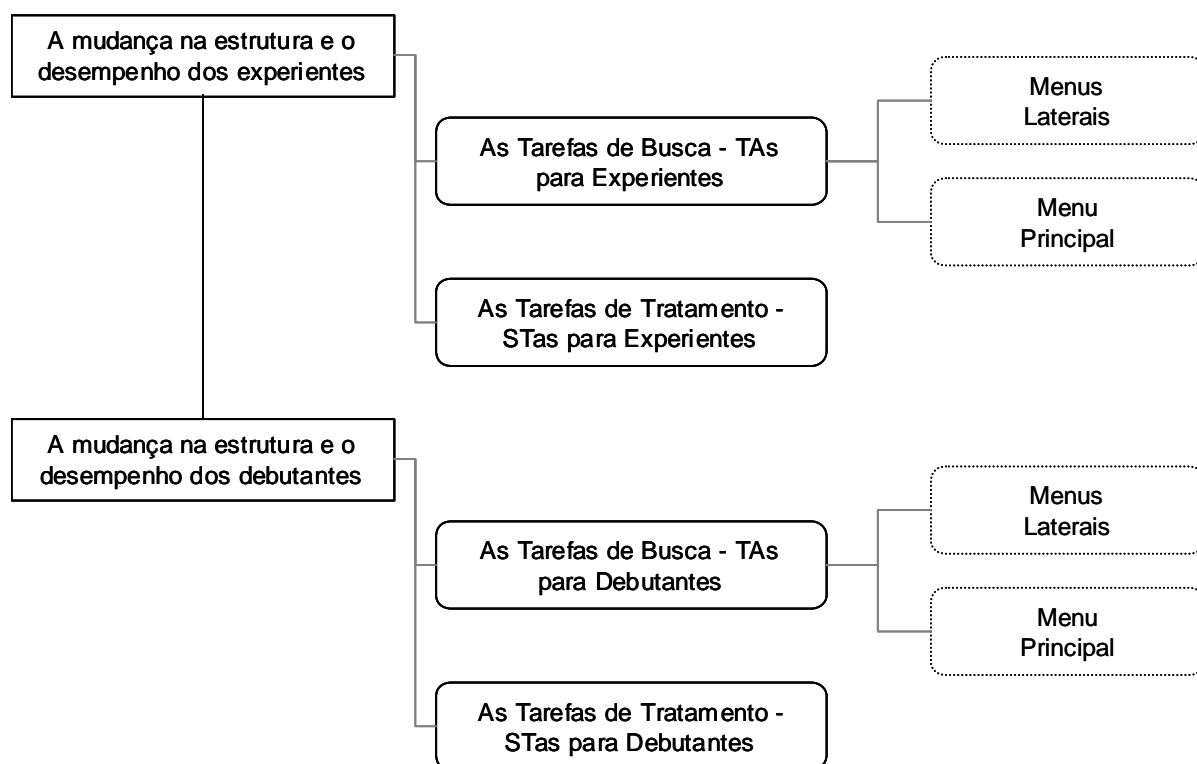 A mudança na estrutura e o
desempenho dos experientes
As Tarefas de Busca - TAs
para Experientes
Menus
Laterais
Menu
Principal
As Tarefas de Tratamento -
STas para Experientes
A mudança na estrutura e o
desempenho dos debutantes
As Tarefas de Busca - TAs
para Debutantes
Menus
Laterais
Menu
Principal
As Tarefas de Tratamento -
STas para Debutantes